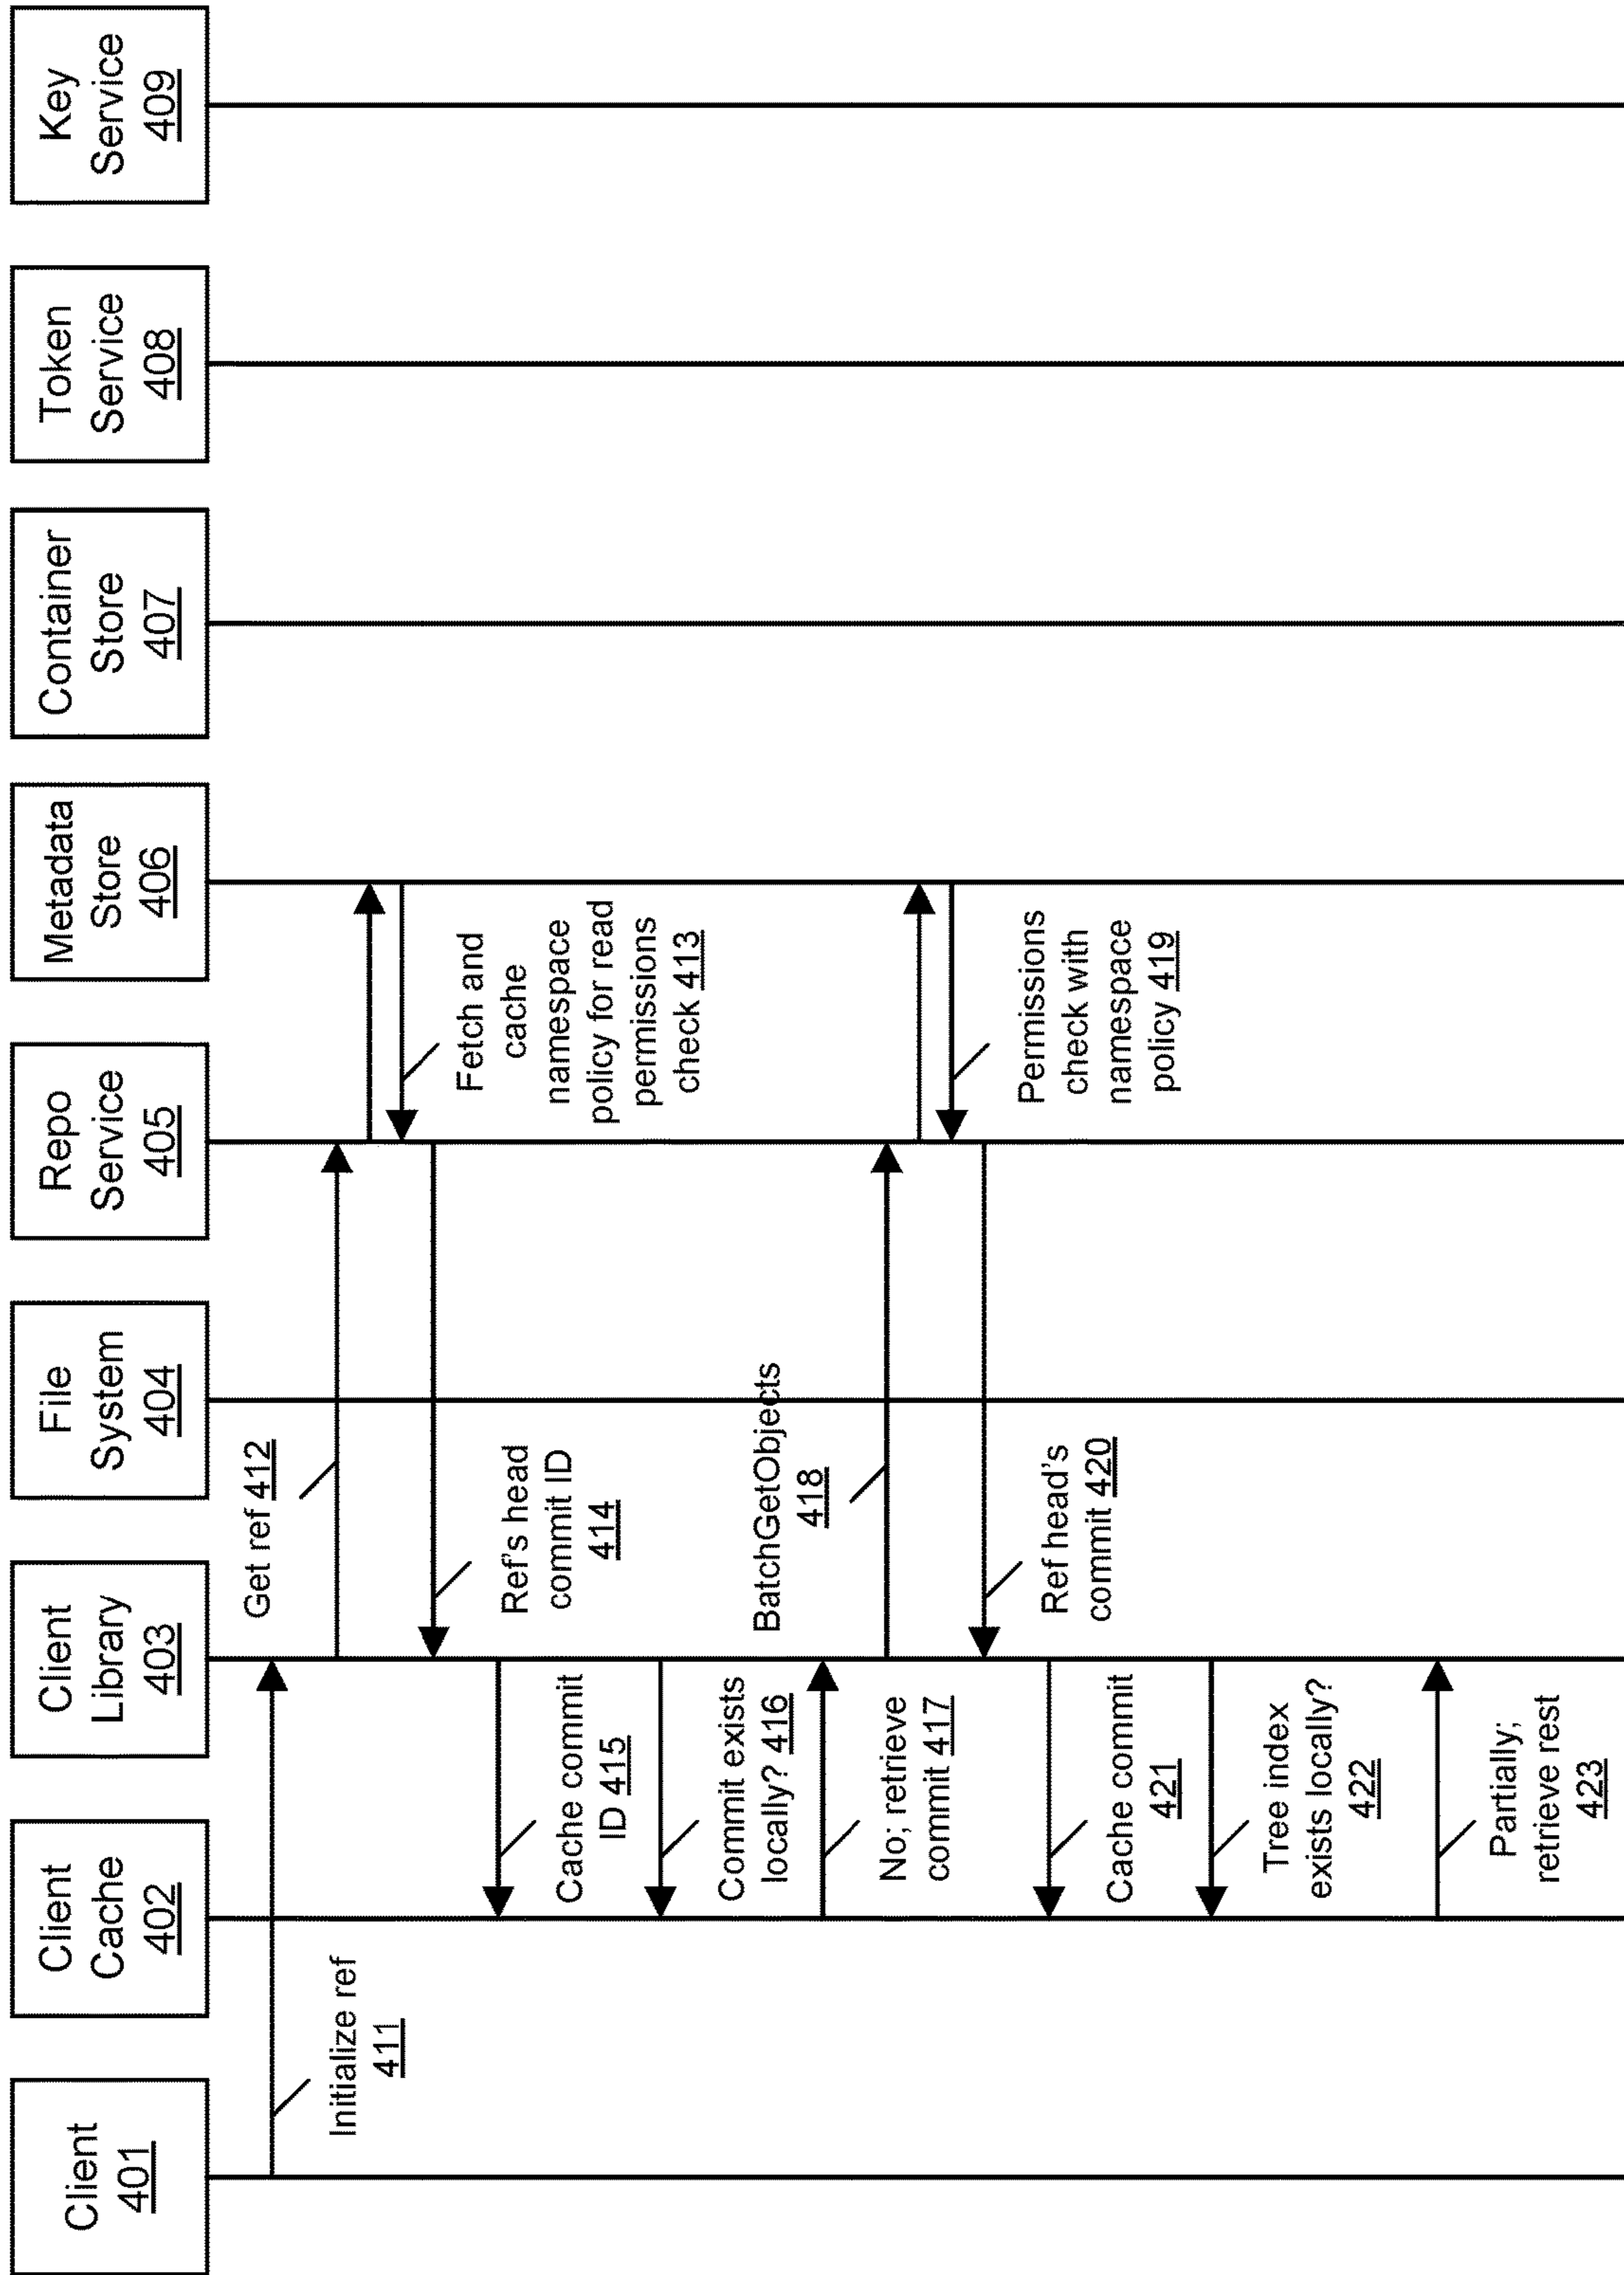 Client
401
Client
Cache
402
Client
Library
403
File
System
404
Repo
Service
405
Metadata
Store
406
Container
Store
407
Token
Service
408
Key
Service
409
Initialize ref
411
Get ref 412
Fetch and
cache
namespace
policy for read
permissions
check 413
Ref's head
commit ID
414
Cache commit
ID 415
Commit exists
locally? 416
No; retrieve
commit 417
BatchGetObjects
418
Permissions
check with
namespace
policy 419
Ref head's
commit 420
Cache commit
421
Tree index
exists locally?
422
Partially;
retrieve rest
423